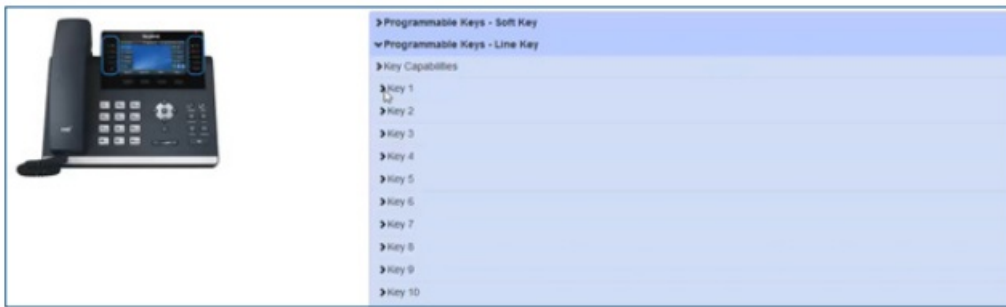 Programmable Keys - Soft Key
Programmable Keys - Line Key
Key Capabilities
Key 1
Key 2
Key 3
Key 4
Key 5
Key 6
Key 7
Key 8
Key 9
Key 10